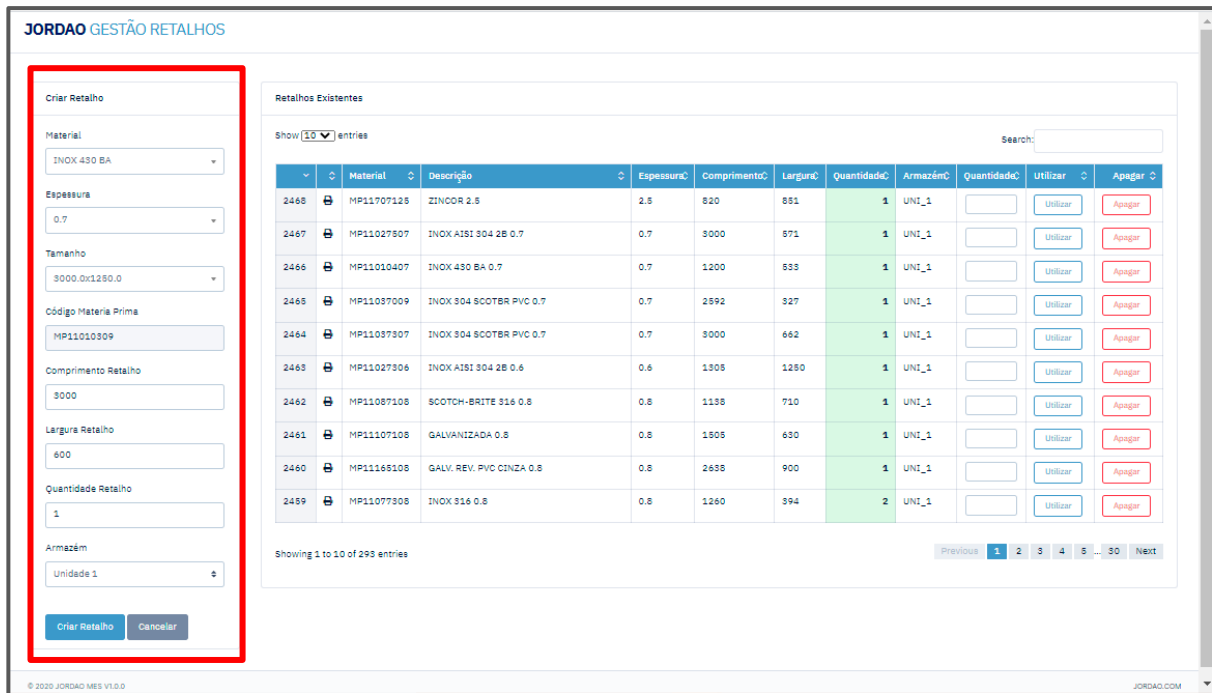 JORDAO GESTÃO RETALHOS
Criar Retalho
Material
INOX 430 BA
Espessura
0.7
Tamanho
3000.0x1250.0
Código Materia Prima
MP11010309
Comprimento Retalho
3000
Largura Retalho
600
Quantidade Retalho
1
Armazém
Unidade 1
Criar Retalho Cancelar
Retalhos Existentes
Show 10 entries Search:
Material Descrição Espessura Comprimento Largura Quantidade Armazém Quantidade Utilizar Apagar
2468 MP11707125 ZINCOR 2.5 2.5 820 851 1 UNI_1 Utilizar Apagar
2467 MP11027507 INOX AISI 304 2B 0.7 0.7 3000 571 1 UNI_1 Utilizar Apagar
2466 MP11010407 INOX 430 BA 0.7 0.7 1200 533 1 UNI_1 Utilizar Apagar
2465 MP11037009 INOX 304 SCOTBR PVC 0.7 0.7 2592 327 1 UNI_1 Utilizar Apagar
2464 MP11037307 INOX 304 SCOTBR PVC 0.7 0.7 3000 662 1 UNI_1 Utilizar Apagar
2463 MP11027306 INOX AISI 304 2B 0.6 0.6 1305 1250 1 UNI_1 Utilizar Apagar
2462 MP11087108 SCOTCH-BRITE 316 0.8 0.8 1138 710 1 UNI_1 Utilizar Apagar
2461 MP11107108 GALVANIZADA 0.8 0.8 1505 630 1 UNI_1 Utilizar Apagar
2460 MP11165108 GALV. REV. PVC CINZA 0.8 0.8 2638 900 1 UNI_1 Utilizar Apagar
2459 MP11077308 INOX 316 0.8 0.8 1260 394 2 UNI_1 Utilizar Apagar
Showing 1 to 10 of 293 entries Previous 1 2 3 4 5 … 30 Next
© 2020 JORDAO MES V1.0.0 JORDAO.COM